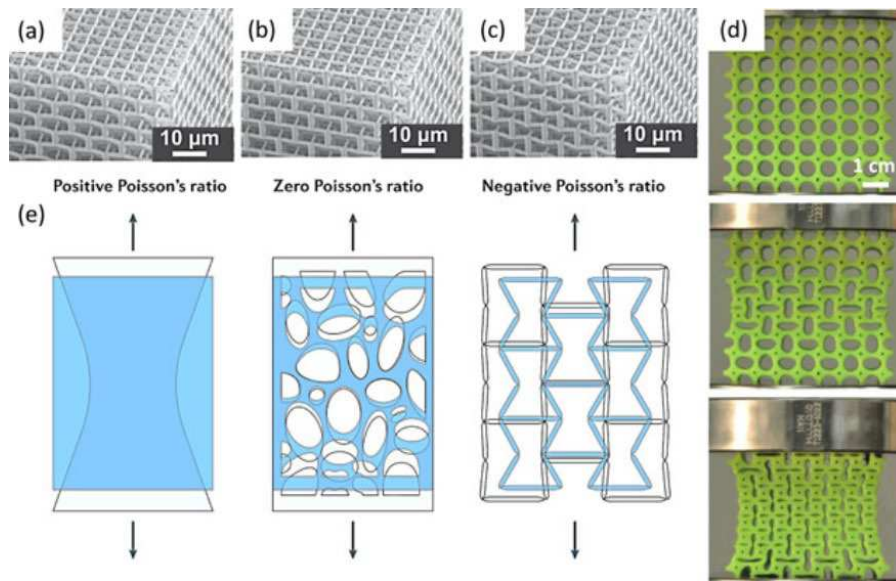 (a)
(b)
(c)
(d)
10 μm
10 μm
10 μm
1 cm
Positive Poisson's ratio
Zero Poisson's ratio
Negative Poisson's ratio
(e)